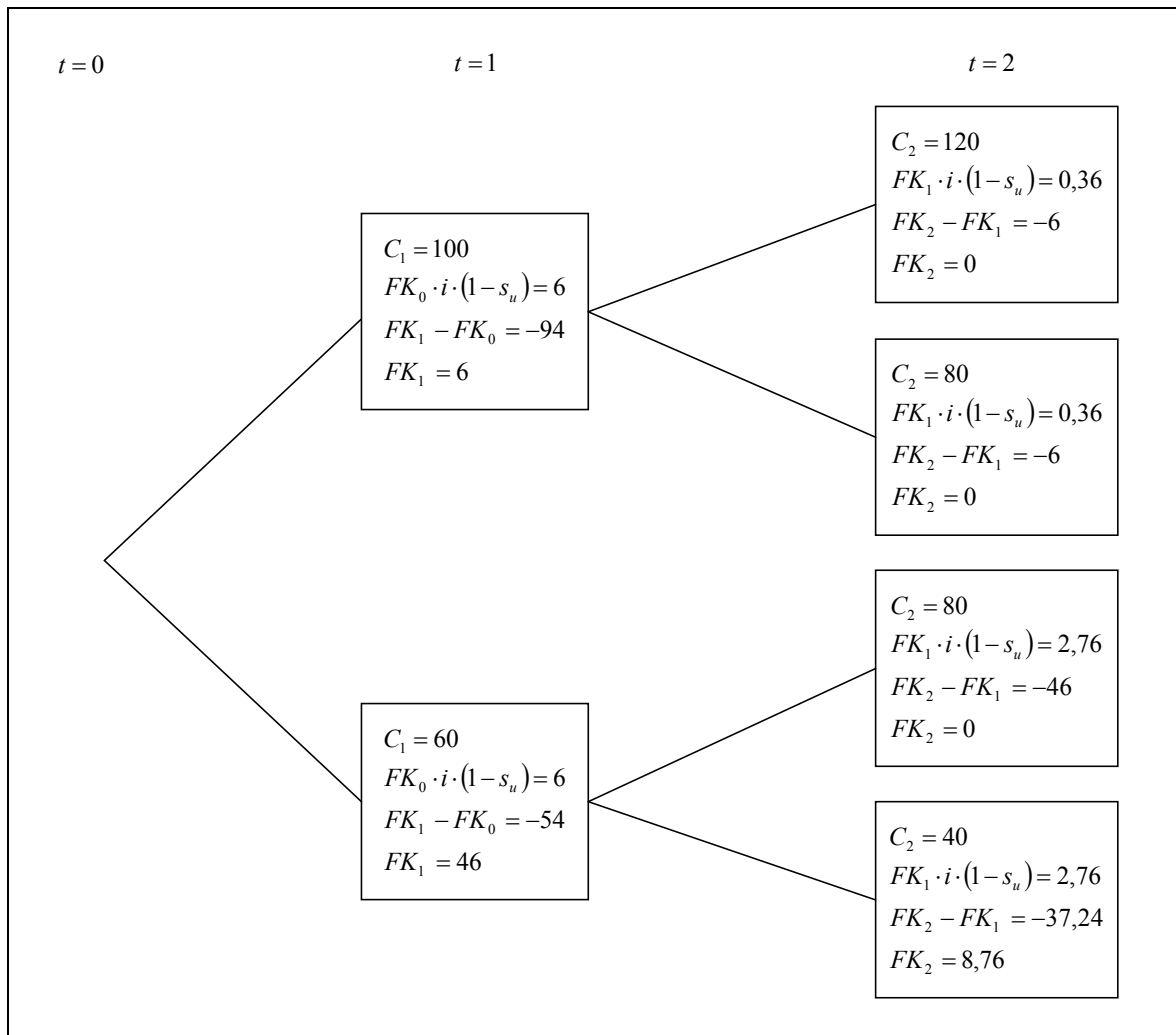 t = 0
t = 1
t = 2
C₁ = 100
FK₀ · i · (1 − sᵤ) = 6
FK₁ − FK₀ = −94
FK₁ = 6
C₁ = 60
FK₀ · i · (1 − sᵤ) = 6
FK₁ − FK₀ = −54
FK₁ = 46
C₂ = 120
FK₁ · i · (1 − sᵤ) = 0,36
FK₂ − FK₁ = −6
FK₂ = 0
C₂ = 80
FK₁ · i · (1 − sᵤ) = 0,36
FK₂ − FK₁ = −6
FK₂ = 0
C₂ = 80
FK₁ · i · (1 − sᵤ) = 2,76
FK₂ − FK₁ = −46
FK₂ = 0
C₂ = 40
FK₁ · i · (1 − sᵤ) = 2,76
FK₂ − FK₁ = −37,24
FK₂ = 8,76